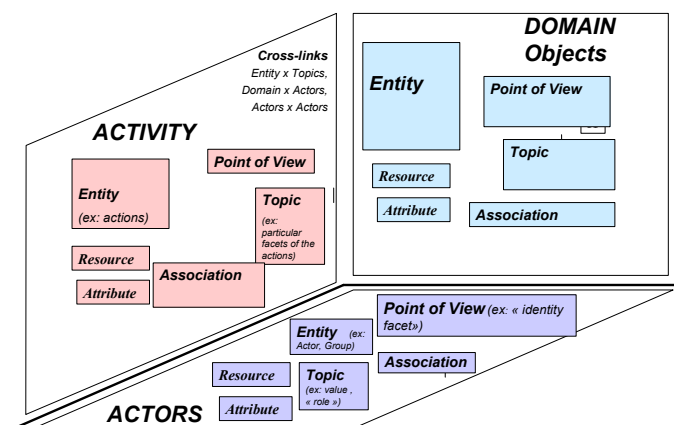 Cross-links
Entity x Topics,
Domain x Actors,
Actors x Actors
ACTIVITY
Point of View
Entity
(ex: actions)
Topic
(ex:
particular
facets of the
actions)
Resource
Association
Attribute
DOMAIN
Objects
Entity
Point of View
Topic
Resource
Attribute
Association
Point of View (ex: « identity
facet»)
Entity (ex:
Actor, Group)
Association
Resource
Topic
(ex: value ,
« role »)
Attribute
ACTORS